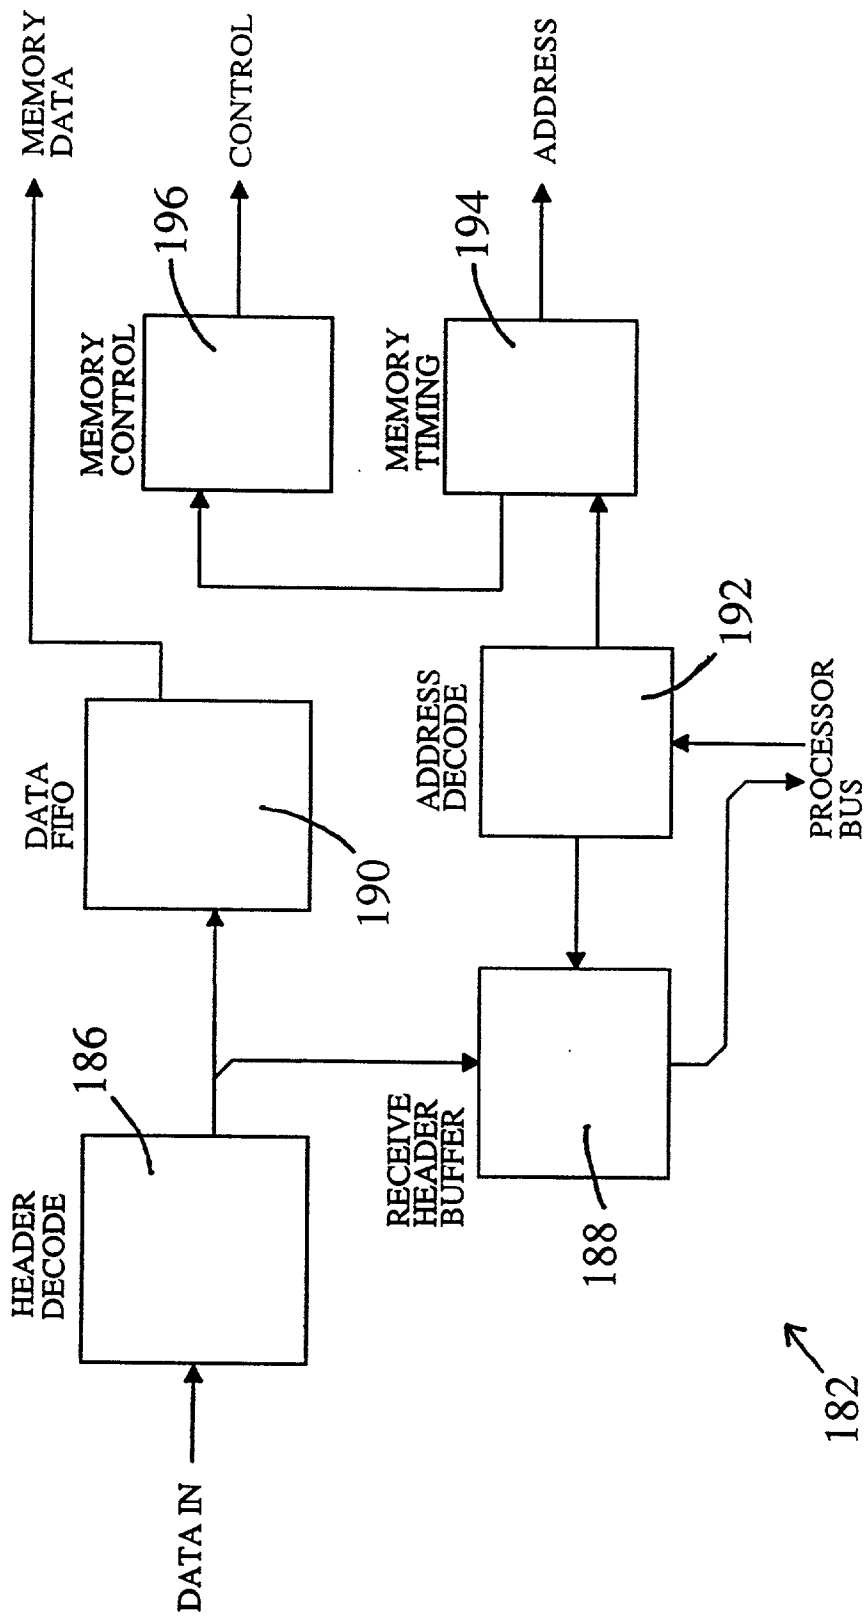 DATA IN
HEADER
DECODE
186
DATA
FIFO
190
MEMORY
DATA
MEMORY
CONTROL
196
CONTROL
RECEIVE
HEADER
BUFFER
188
ADDRESS
DECODE
192
MEMORY
TIMING
194
ADDRESS
PROCESSOR
BUS
182